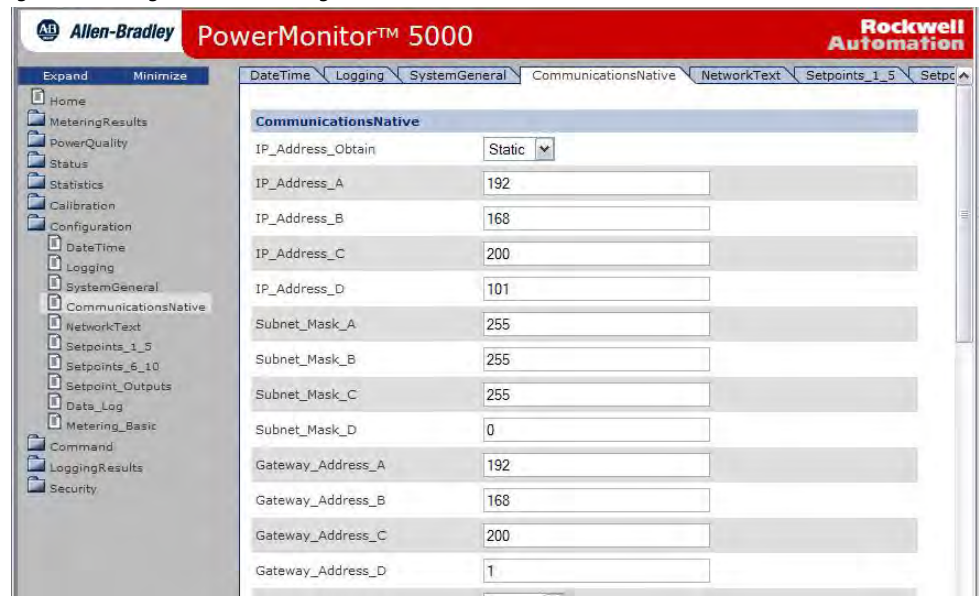 AB Allen-Bradley PowerMonitor™ 5000 Rockwell Automation
Expand Minimize
Home
MeteringResults
PowerQuality
Status
Statistics
Calibration
Configuration
DateTime
Logging
SystemGeneral
CommunicationsNative
NetworkText
Setpoints_1_5
Setpoints_6_10
Setpoint_Outputs
Data_Log
Metering_Basic
Command
LoggingResults
Security
DateTime Logging SystemGeneral CommunicationsNative NetworkText Setpoints_1_5 Setpo
CommunicationsNative
IP_Address_Obtain Static
IP_Address_A 192
IP_Address_B 168
IP_Address_C 200
IP_Address_D 101
Subnet_Mask_A 255
Subnet_Mask_B 255
Subnet_Mask_C 255
Subnet_Mask_D 0
Gateway_Address_A 192
Gateway_Address_B 168
Gateway_Address_C 200
Gateway_Address_D 1